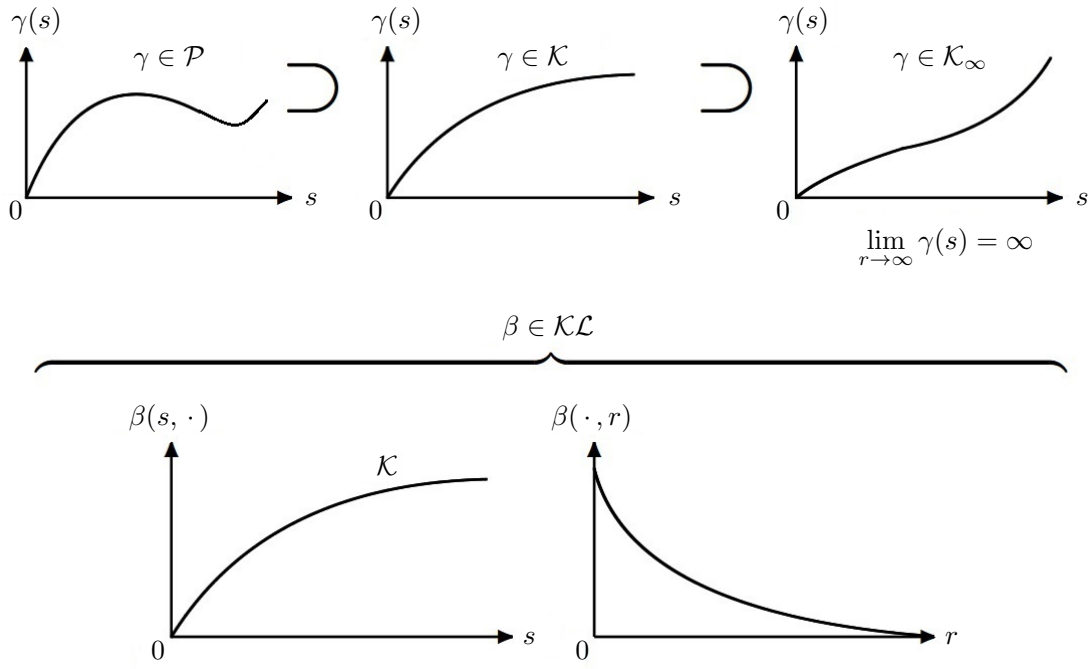 γ(s) γ(s) γ(s)
γ ∈ 𝒫 ⊃ γ ∈ 𝒦 ⊃ γ ∈ 𝒦∞
0 s 0 s 0 s
lim γ(s) = ∞
r→∞
β ∈ 𝒦ℒ
β(s, ·) β(·, r)
𝒦
0 s 0 r